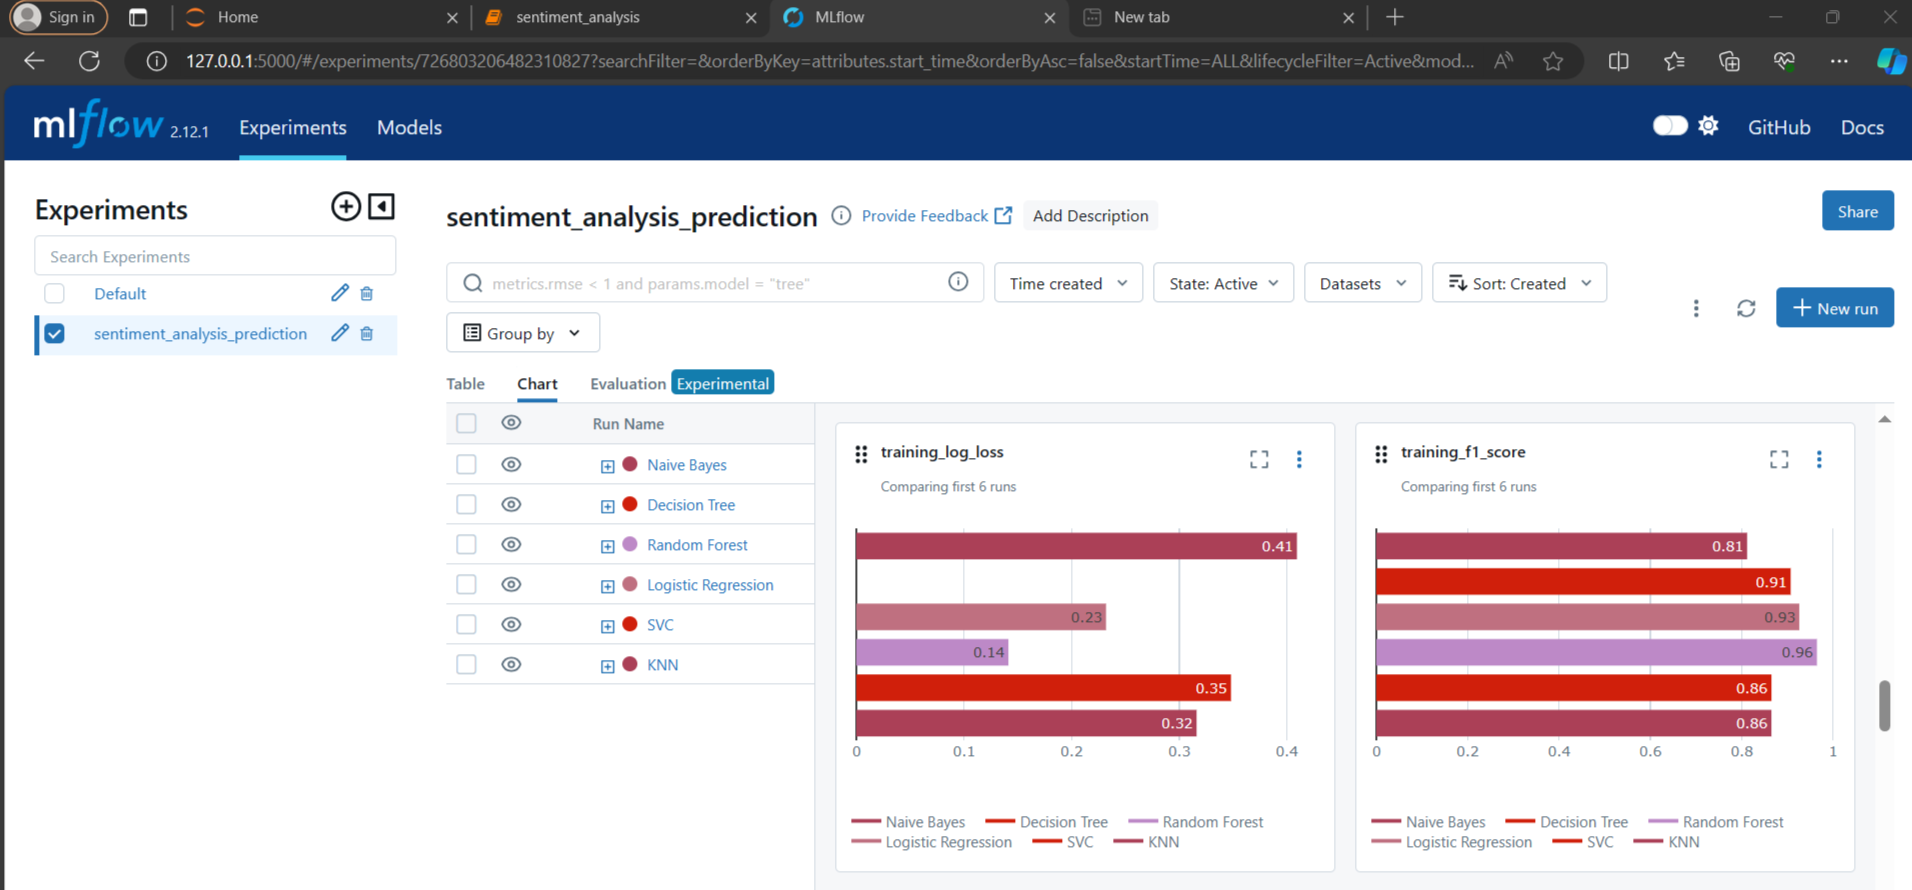 Sign in
Home
sentiment_analysis
MLflow
New tab
127.0.0.1:5000/#/experiments/726803206482310827?searchFilter=&orderByKey=attributes.start_time&orderByAsc=false&startTime=ALL&lifecycleFilter=Active&mod...
mlflow 2.12.1
Experiments
Models
GitHub
Docs
Experiments
Search Experiments
Default
sentiment_analysis_prediction
sentiment_analysis_prediction
Provide Feedback
Add Description
Share
metrics.rmse < 1 and params.model = "tree"
Time created
State: Active
Datasets
Sort: Created
New run
Group by
Table
Chart
Evaluation
Experimental
Run Name
Naive Bayes
Decision Tree
Random Forest
Logistic Regression
SVC
KNN
training_log_loss
Comparing first 6 runs
0.41
0.23
0.14
0.35
0.32
0 0.1 0.2 0.3 0.4
Naive Bayes Decision Tree Random Forest
Logistic Regression SVC KNN
training_f1_score
Comparing first 6 runs
0.81
0.91
0.93
0.96
0.86
0.86
0 0.2 0.4 0.6 0.8 1
Naive Bayes Decision Tree Random Forest
Logistic Regression SVC KNN